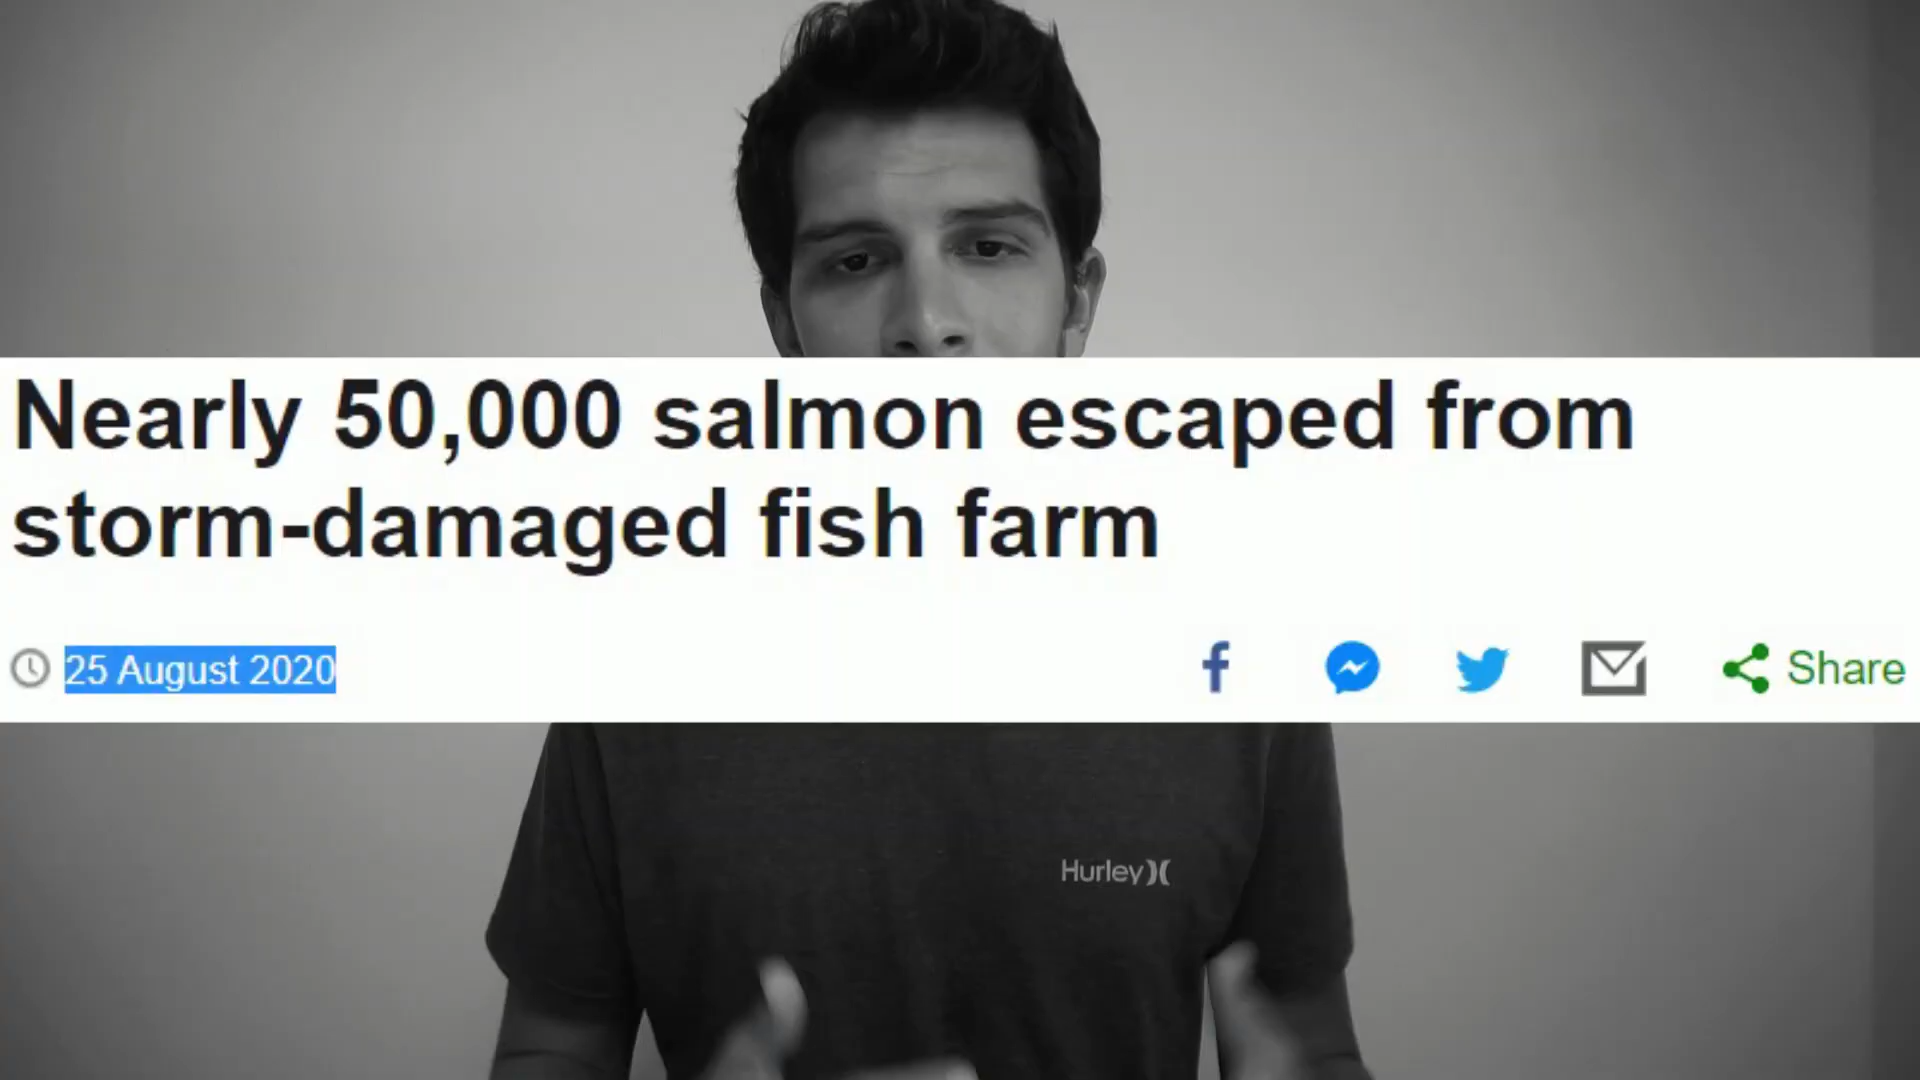 Nearly 50,000 salmon escaped from
storm-damaged fish farm
25 August 2020
Share
Hurley